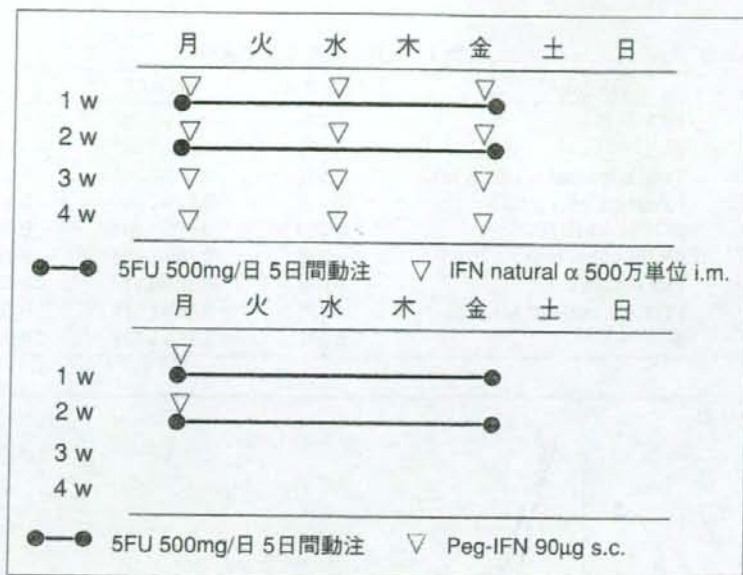 月 火 水 木 金 土 日
1 w
2 w
3 w
4 w
5FU 500mg/日 5日間動注 IFN natural α 500万単位 i.m.
月 火 水 木 金 土 日
1 w
2 w
3 w
4 w
5FU 500mg/日 5日間動注 Peg-IFN 90μg s.c.